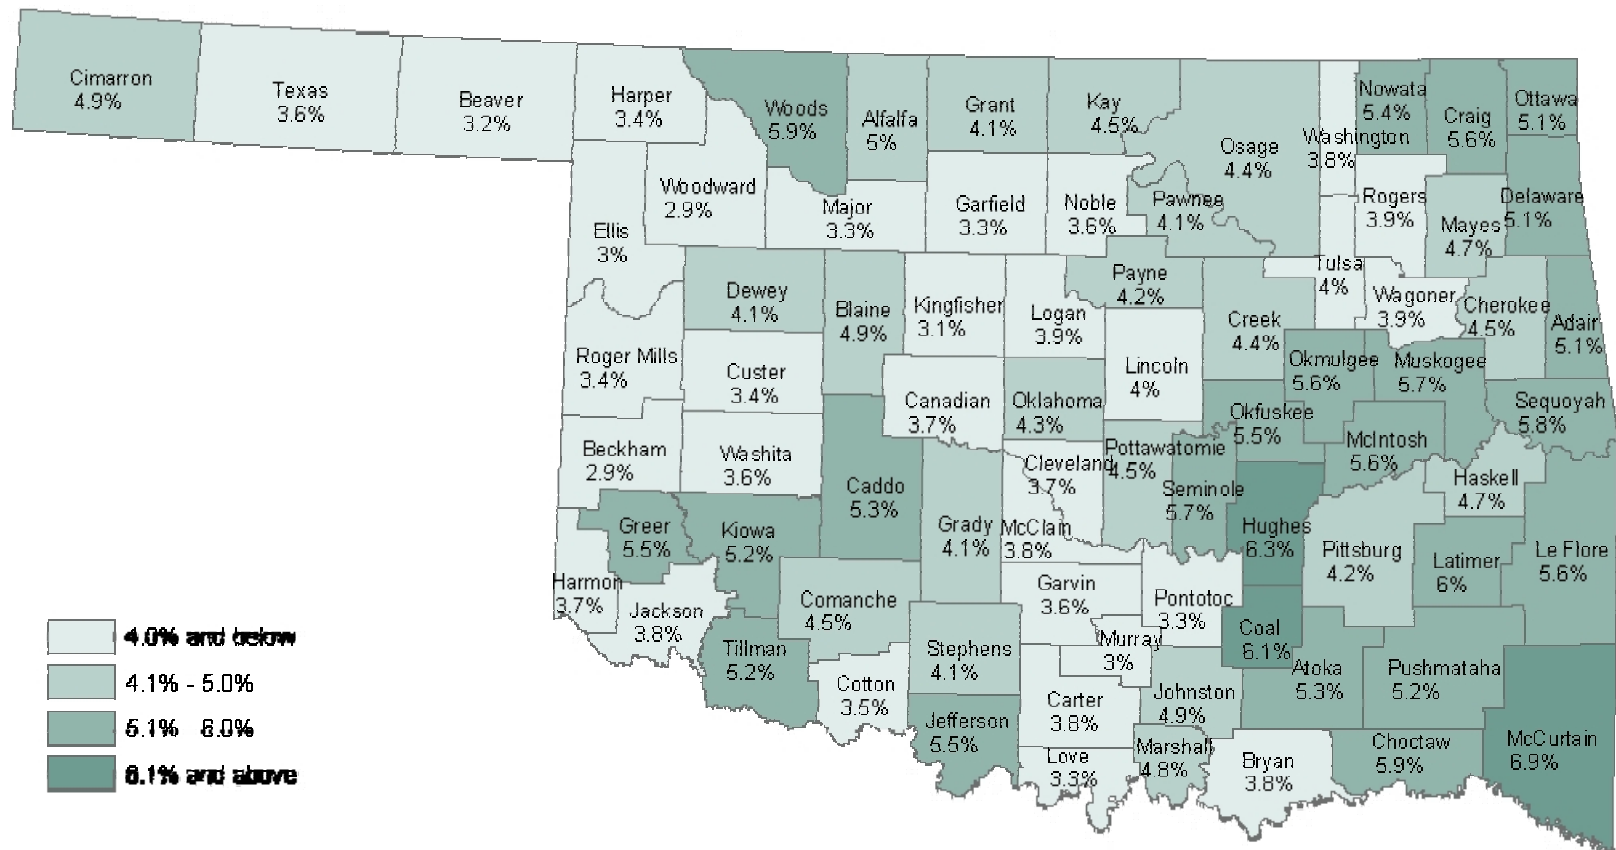 Cimarron
4.9%
Texas
3.6%
Beaver
3.2%
Harper
3.4%
Woods
5.9%
Alfalfa
5%
Grant
4.1%
Kay
4.5%
Osage
4.4%
Washington
3.8%
Nowata
5.4%
Craig
5.6%
Ottawa
5.1%
Woodward
2.9%
Ellis
3%
Major
3.3%
Garfield
3.3%
Noble
3.6%
Pawnee
4.1%
Rogers
3.9%
Mayes
4.7%
Delaware
5.1%
Dewey
4.1%
Blaine
4.9%
Kingfisher
3.1%
Logan
3.9%
Payne
4.2%
Creek
4.4%
Tulsa
4%
Wagoner
3.9%
Cherokee
4.5%
Adair
5.1%
Roger Mills
3.4%
Custer
3.4%
Canadian
3.7%
Oklahoma
4.3%
Lincoln
4%
Okmulgee
5.6%
Muskogee
5.7%
Okfuskee
5.5%
McIntosh
5.6%
Sequoyah
5.8%
Beckham
2.9%
Washita
3.6%
Caddo
5.3%
Cleveland
3.7%
Pottawatomie
4.5%
Seminole
5.7%
Hughes
6.3%
Haskell
4.7%
Greer
5.5%
Kiowa
5.2%
Grady
4.1%
McClain
3.8%
Pittsburg
4.2%
Latimer
6%
Le Flore
5.6%
Harmon
3.7%
Jackson
3.8%
Comanche
4.5%
Garvin
3.6%
Pontotoc
3.3%
Coal
6.1%
Murray
3%
Tillman
5.2%
Cotton
3.5%
Stephens
4.1%
Carter
3.8%
Johnston
4.9%
Atoka
5.3%
Pushmataha
5.2%
Jefferson
5.5%
Love
3.3%
Marshall
4.8%
Bryan
3.8%
Choctaw
5.9%
McCurtain
6.9%
4.0% and below
4.1% - 5.0%
5.1% - 6.0%
6.1% and above